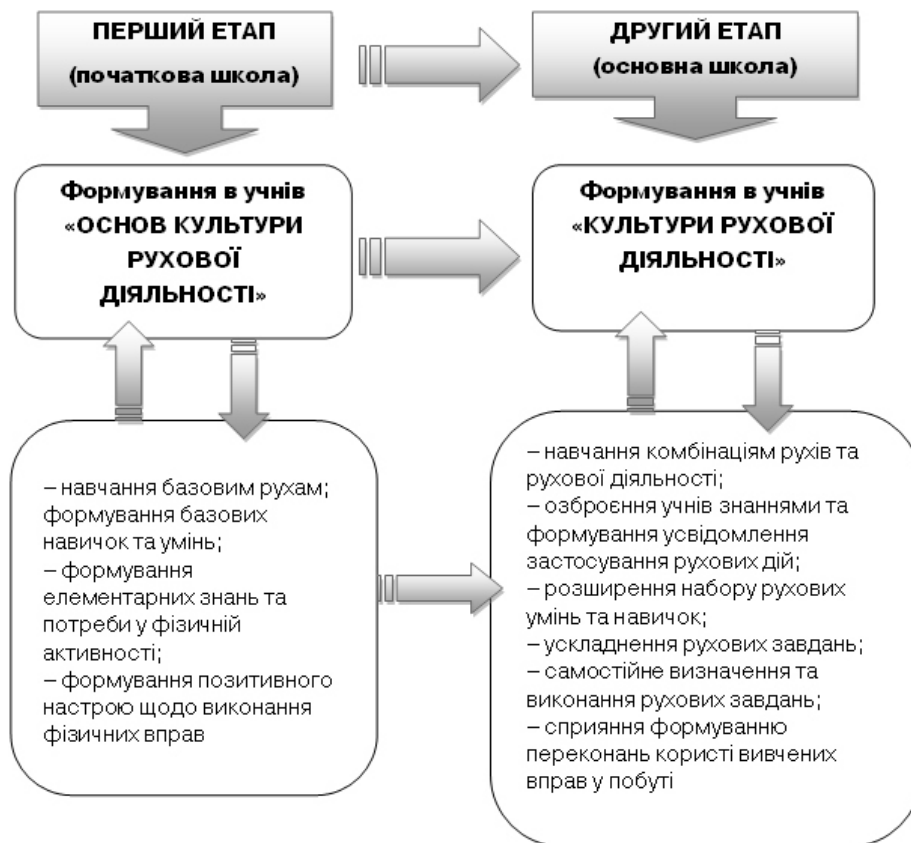 ПЕРШИЙ ЕТАП
(початкова школа)
ДРУГИЙ ЕТАП
(основна школа)
Формування в учнів
«ОСНОВ КУЛЬТУРИ
РУХОВОЇ
ДІЯЛЬНОСТІ»
Формування в учнів
«КУЛЬТУРИ РУХОВОЇ
ДІЯЛЬНОСТІ»
– навчання базовим рухам;
формування базових
навичок та умінь;
– формування
елементарних знань та
потреби у фізичній
активності;
– формування позитивного
настрою щодо виконання
фізичних вправ
– навчання комбінаціям рухів та
рухової діяльності;
– озброєння учнів знаннями та
формування усвідомлення
застосування рухових дій;
– розширення набору рухових
умінь та навичок;
– ускладнення рухових завдань;
– самостійне визначення та
виконання рухових завдань;
– сприяння формуванню
переконань користі вивчених
вправ у побуті